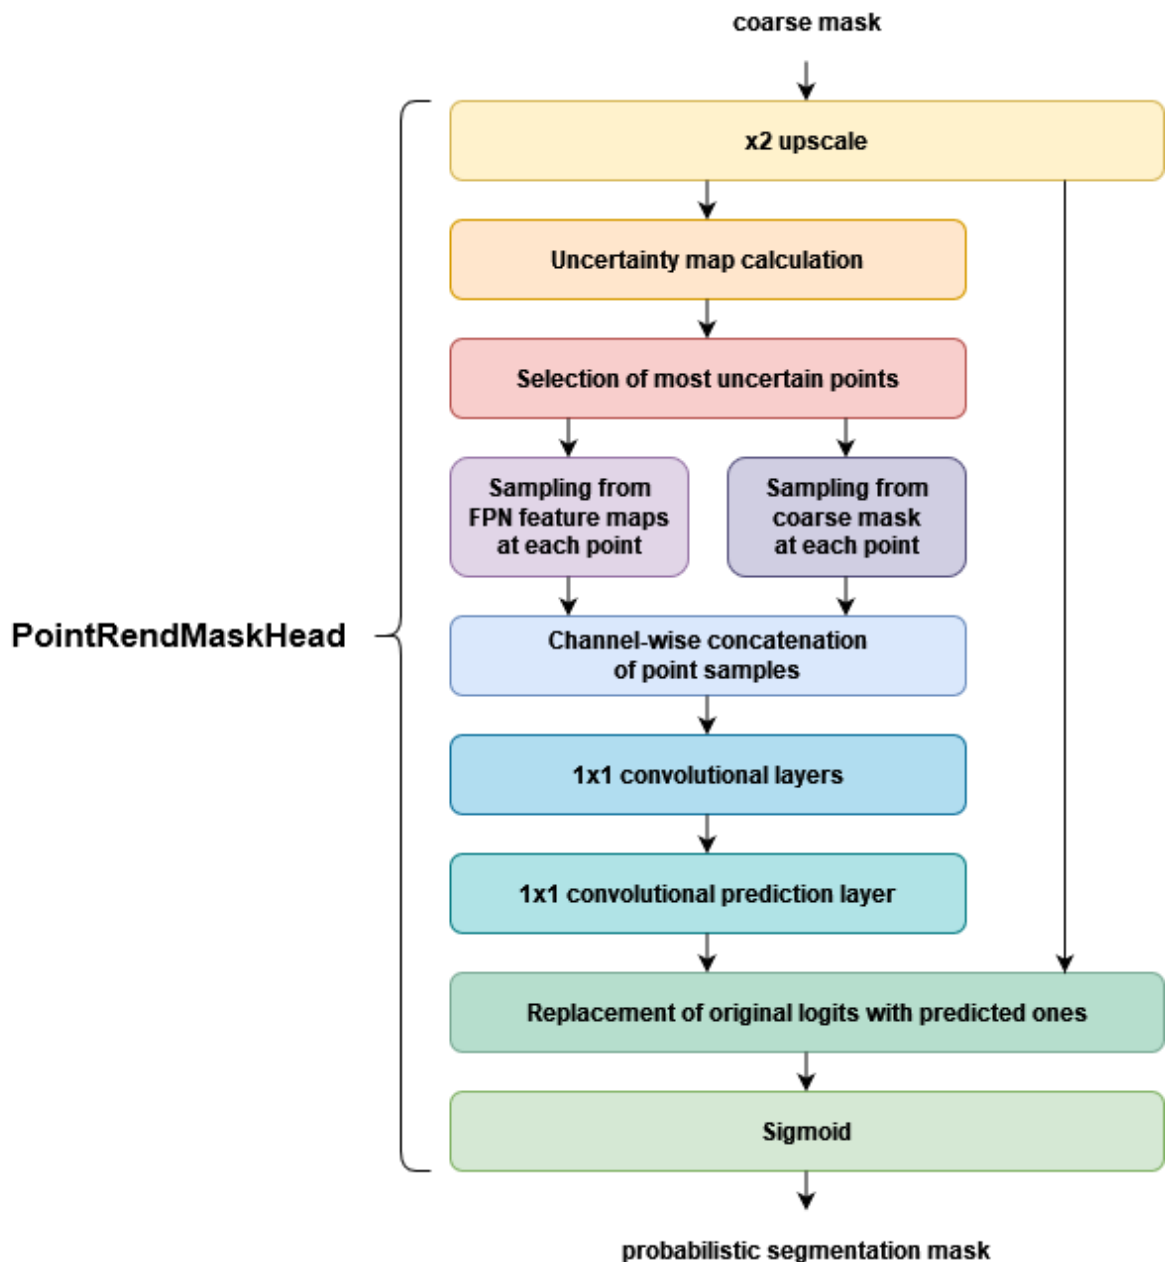 coarse mask
x2 upscale
Uncertainty map calculation
Selection of most uncertain points
Sampling from
FPN feature maps
at each point
Sampling from
coarse mask
at each point
PointRendMaskHead
Channel-wise concatenation
of point samples
1x1 convolutional layers
1x1 convolutional prediction layer
Replacement of original logits with predicted ones
Sigmoid
probabilistic segmentation mask